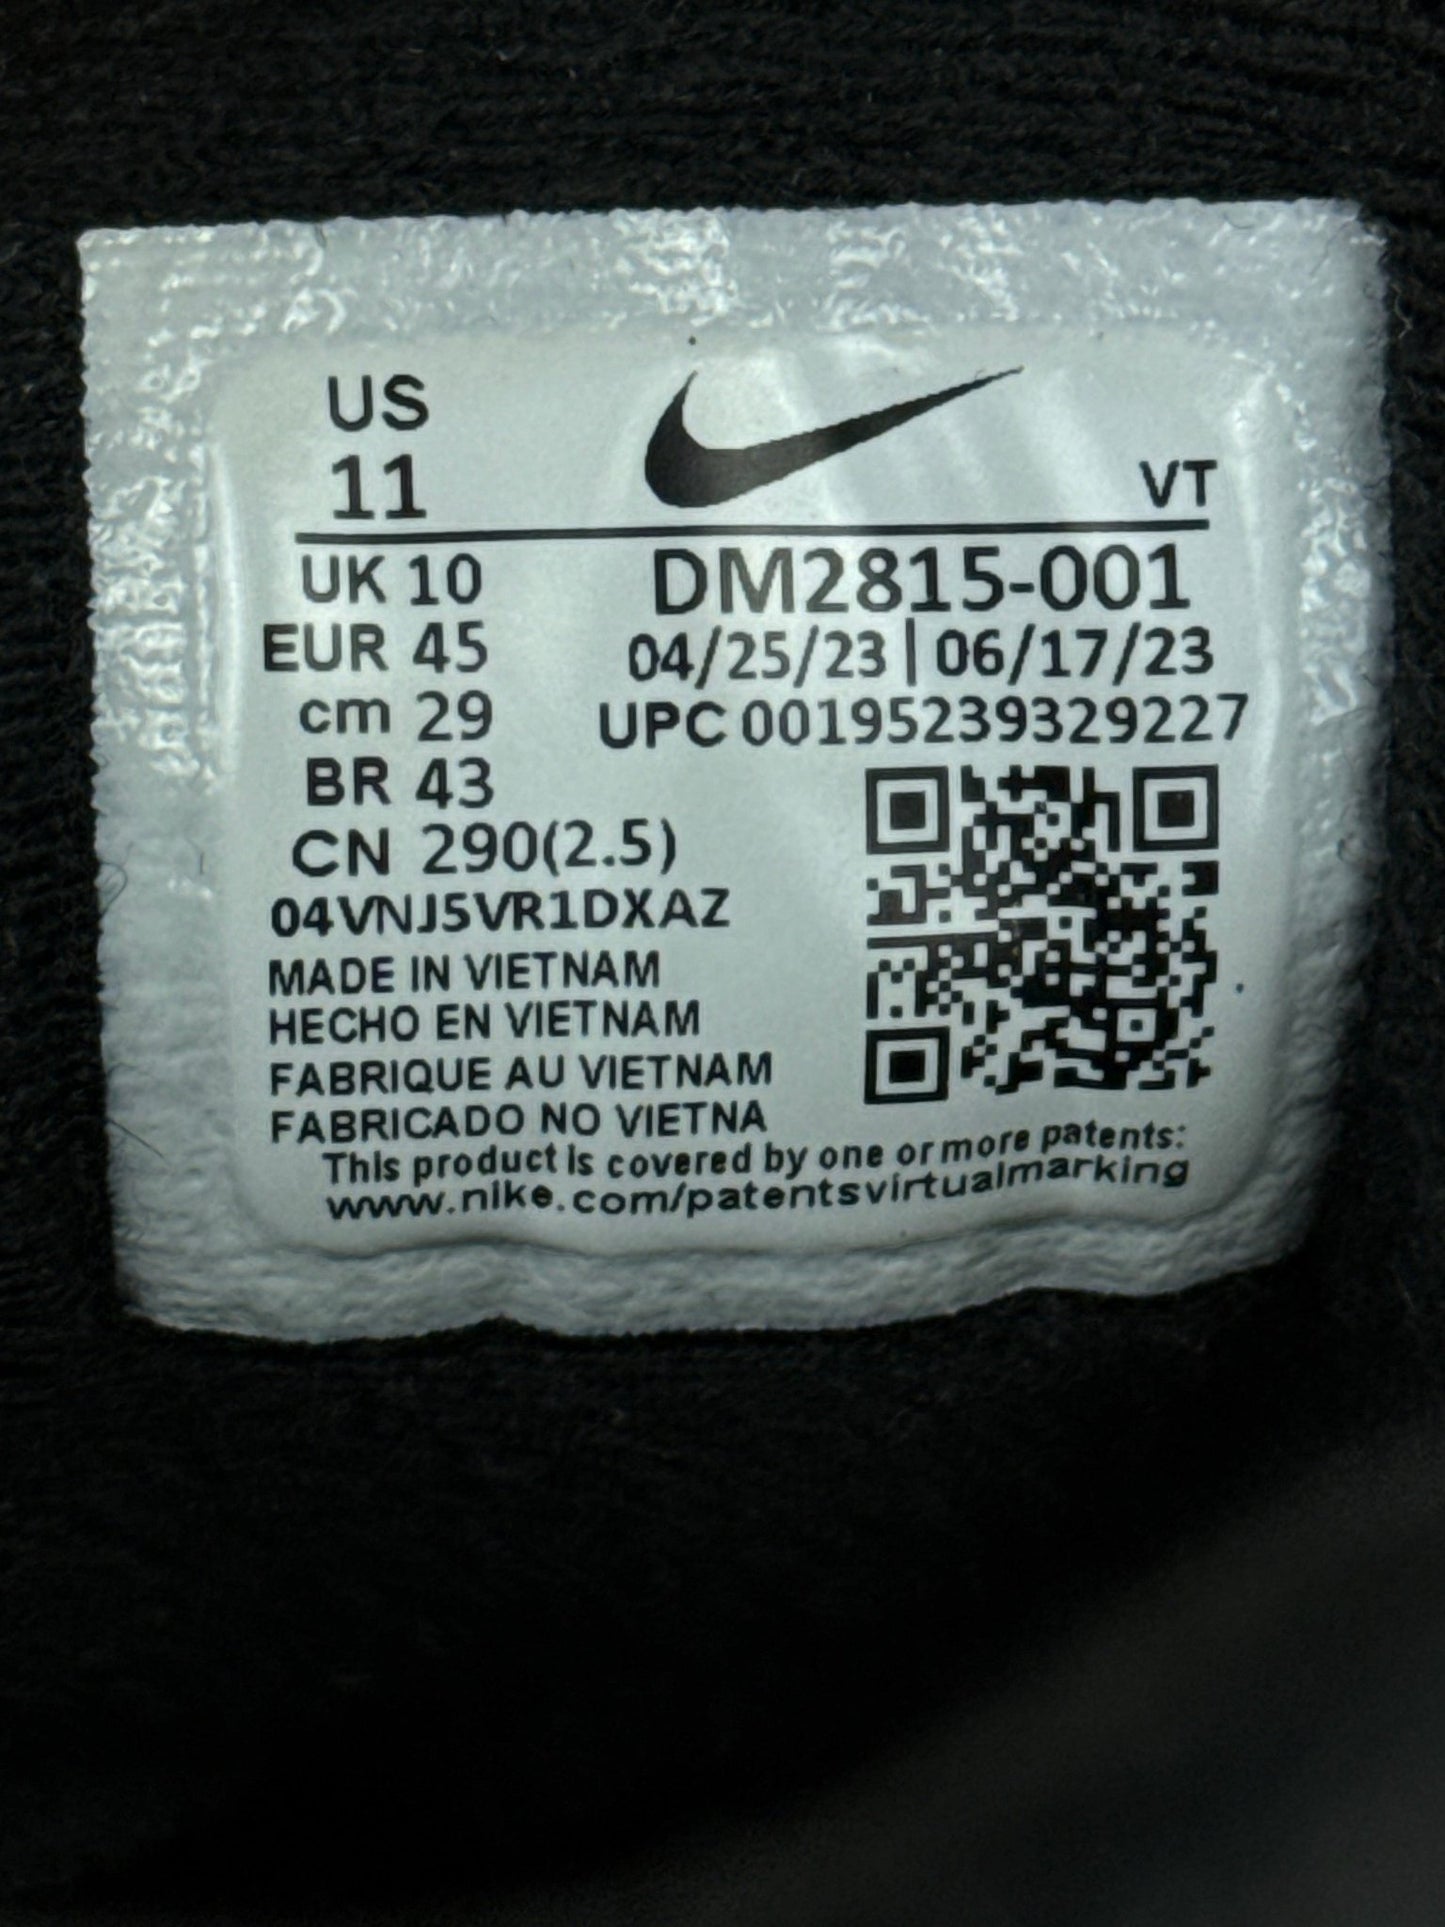 US
11
VT
UK 10
DM2815-001
EUR 45
04/25/23 | 06/17/23
cm 29
UPC 00195239329227
BR 43
CN 290(2.5)
04VNJ5VR1DXAZ
MADE IN VIETNAM
HECHO EN VIETNAM
FABRIQUE AU VIETNAM
FABRICADO NO VIETNA
This product is covered by one or more patents:
www.nike.com/patentsvirtualmarking